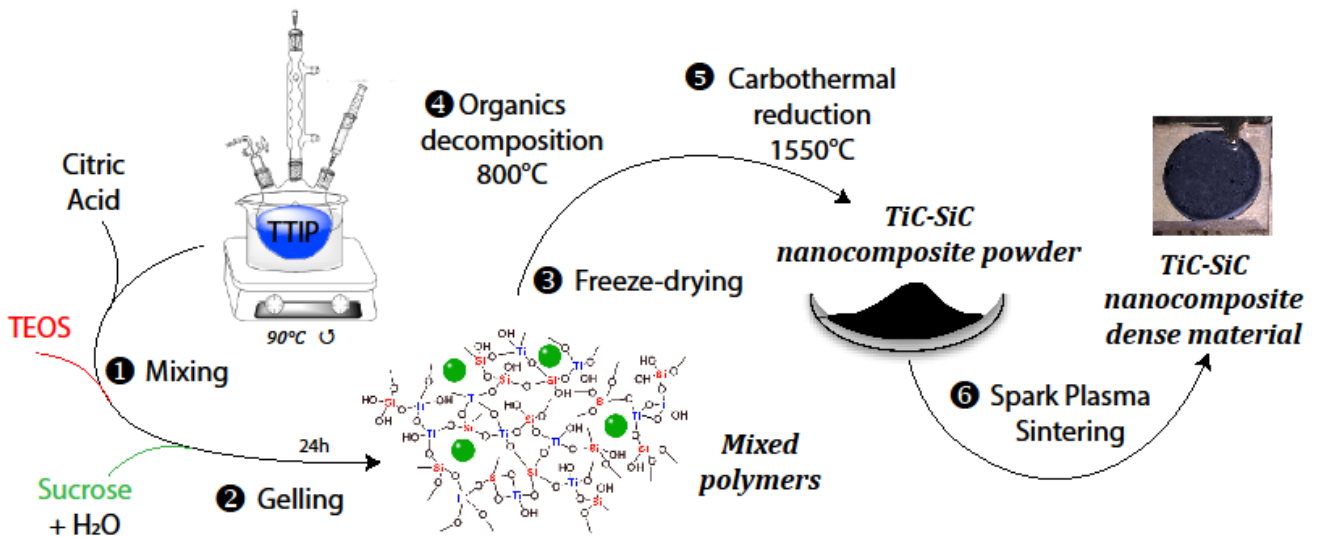 Citric
Acid
TTIP
90°C ↺
TEOS
❶ Mixing
Sucrose
+ H₂O
❷ Gelling
24h
❸ Freeze-drying
Mixed
polymers
❹ Organics
decomposition
800°C
❺ Carbothermal
reduction
1550°C
TiC-SiC
nanocomposite powder
❻ Spark Plasma
Sintering
TiC-SiC
nanocomposite
dense material